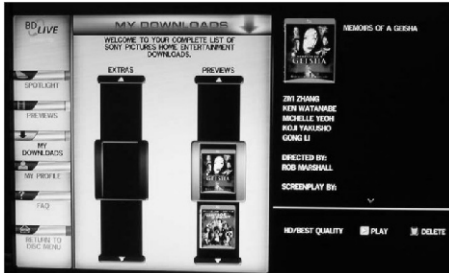 BD LIVE
MY DOWNLOADS
WELCOME TO YOUR COMPLETE LIST OF
SONY PICTURES HOME ENTERTAINMENT
DOWNLOADS.
EXTRAS
PREVIEWS
SPOTLIGHT
PREVIEWS
MY
DOWNLOADS
MY PROFILE
FAQ
RETURN TO
DISC MENU
GEISHA
MEMOIRS OF A GEISHA
ZIYI ZHANG
KEN WATANABE
MICHELLE YEOH
KOJI YAKUSHO
GONG LI
DIRECTED BY:
ROB MARSHALL
SCREENPLAY BY:
HD/BEST QUALITY
PLAY
DELETE